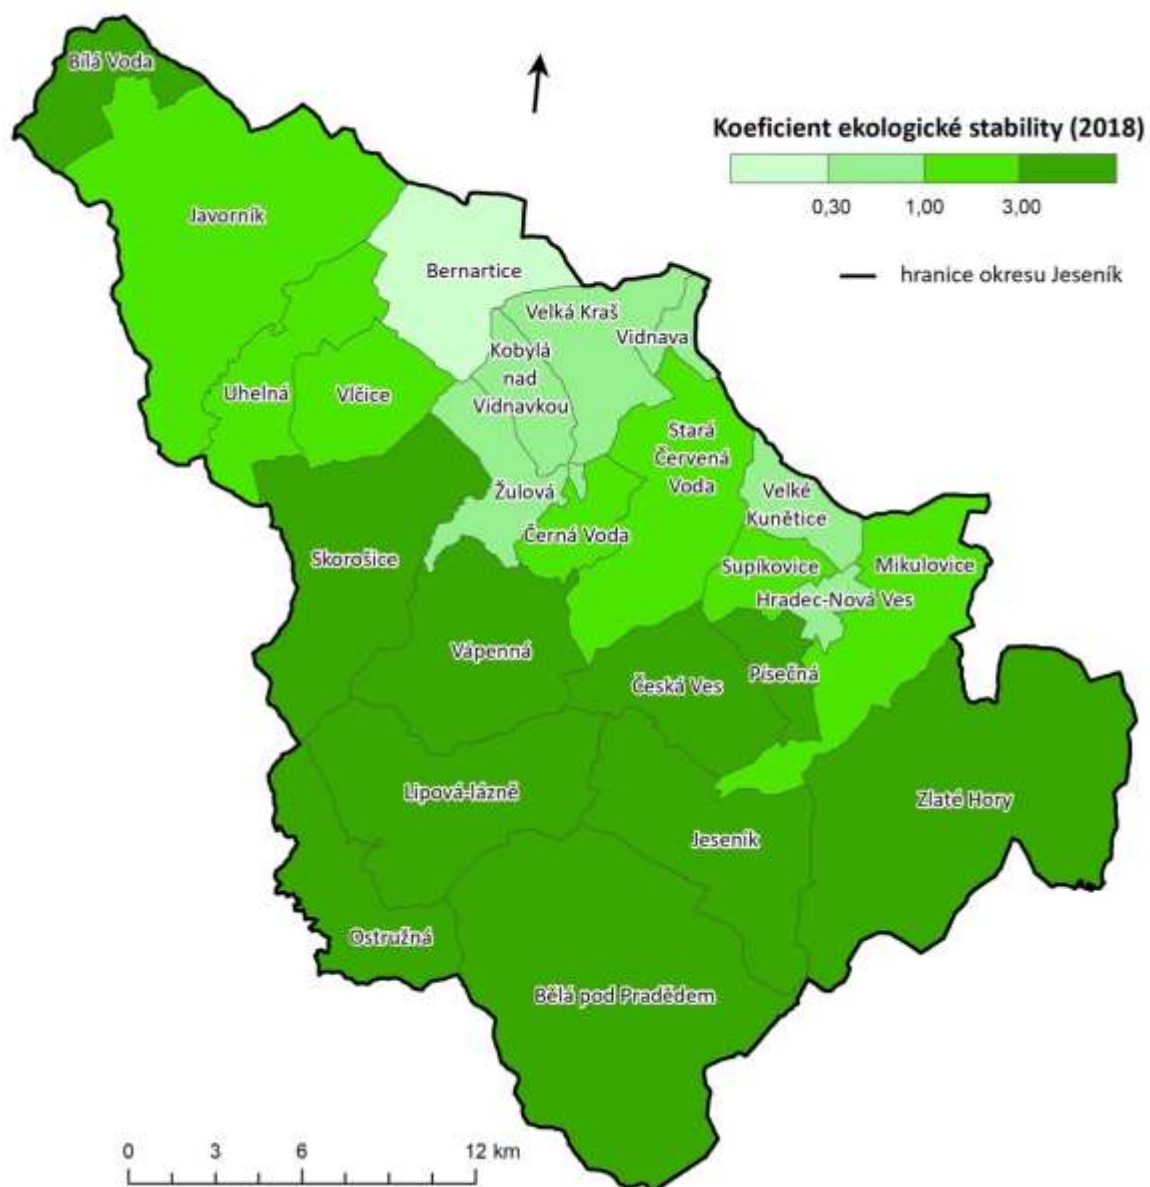 Bílá Voda
Koeficient ekologické stability (2018)
0,30 1,00 3,00
hranice okresu Jeseník
Javorník
Bernartice
Velká Kraš
Vidnava
Kobylá
nad
Vidnavkou
Uhelná
Vlčice
Stará
Červená
Voda
Žulová
Velké
Kunětice
Černá Voda
Skorošice
Supíkovice
Mikulovice
Hradec-Nová Ves
Vápenná
Česká Ves
Písečná
Lipová-lázně
Zlaté Hory
Jeseník
Ostružná
Bělá pod Pradědem
0 3 6 12 km